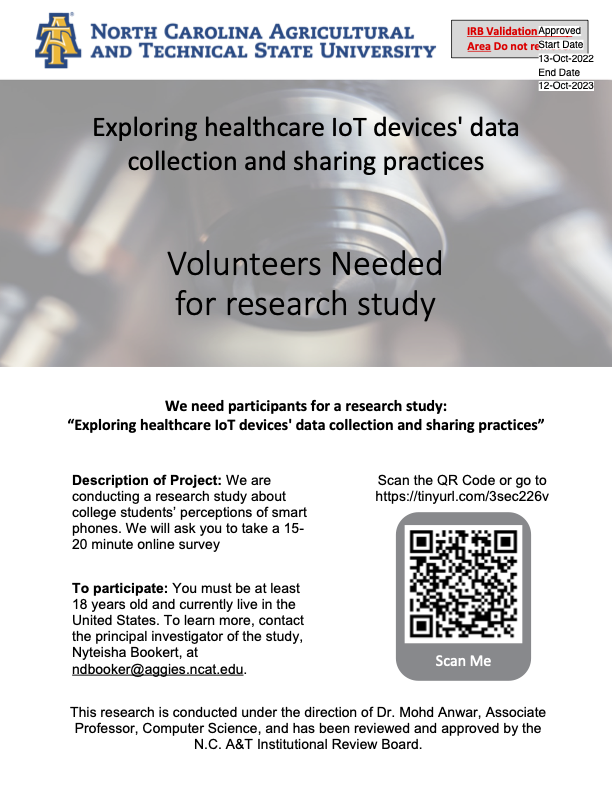 NORTH CAROLINA AGRICULTURAL
AND TECHNICAL STATE UNIVERSITY
IRB Validation
Area Do not re
Approved
Start Date
13-Oct-2022
End Date
12-Oct-2023
Exploring healthcare IoT devices' data
collection and sharing practices
Volunteers Needed
for research study
We need participants for a research study:
“Exploring healthcare IoT devices' data collection and sharing practices”
Description of Project: We are
conducting a research study about
college students’ perceptions of smart
phones. We will ask you to take a 15-
20 minute online survey
To participate: You must be at least
18 years old and currently live in the
United States. To learn more, contact
the principal investigator of the study,
Nyteisha Bookert, at
ndbooker@aggies.ncat.edu.
Scan the QR Code or go to
https://tinyurl.com/3sec226v
Scan Me
This research is conducted under the direction of Dr. Mohd Anwar, Associate
Professor, Computer Science, and has been reviewed and approved by the
N.C. A&T Institutional Review Board.